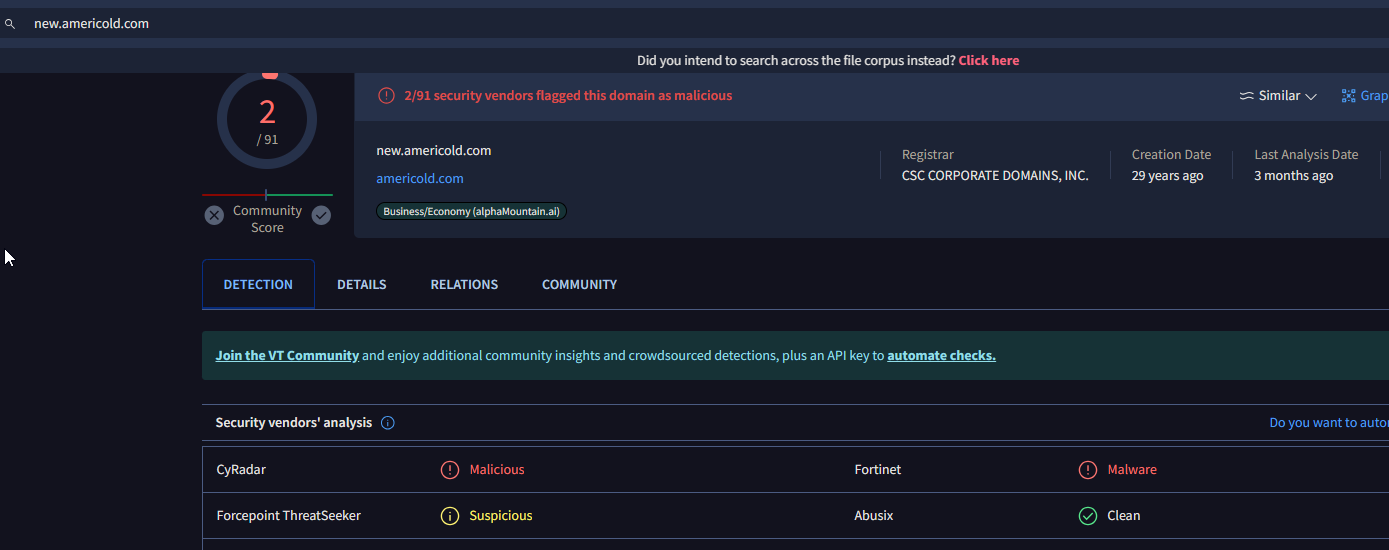 new.americold.com
Did you intend to search across the file corpus instead? Click here
2
/ 91
Community
Score
2/91 security vendors flagged this domain as malicious
Similar
Grap
new.americold.com
americold.com
Business/Economy (alphaMountain.ai)
Registrar
CSC CORPORATE DOMAINS, INC.
Creation Date
29 years ago
Last Analysis Date
3 months ago
DETECTION DETAILS RELATIONS COMMUNITY
Join the VT Community and enjoy additional community insights and crowdsourced detections, plus an API key to automate checks.
Security vendors' analysis
Do you want to autor
CyRadar Malicious Fortinet Malware
Forcepoint ThreatSeeker Suspicious Abusix Clean